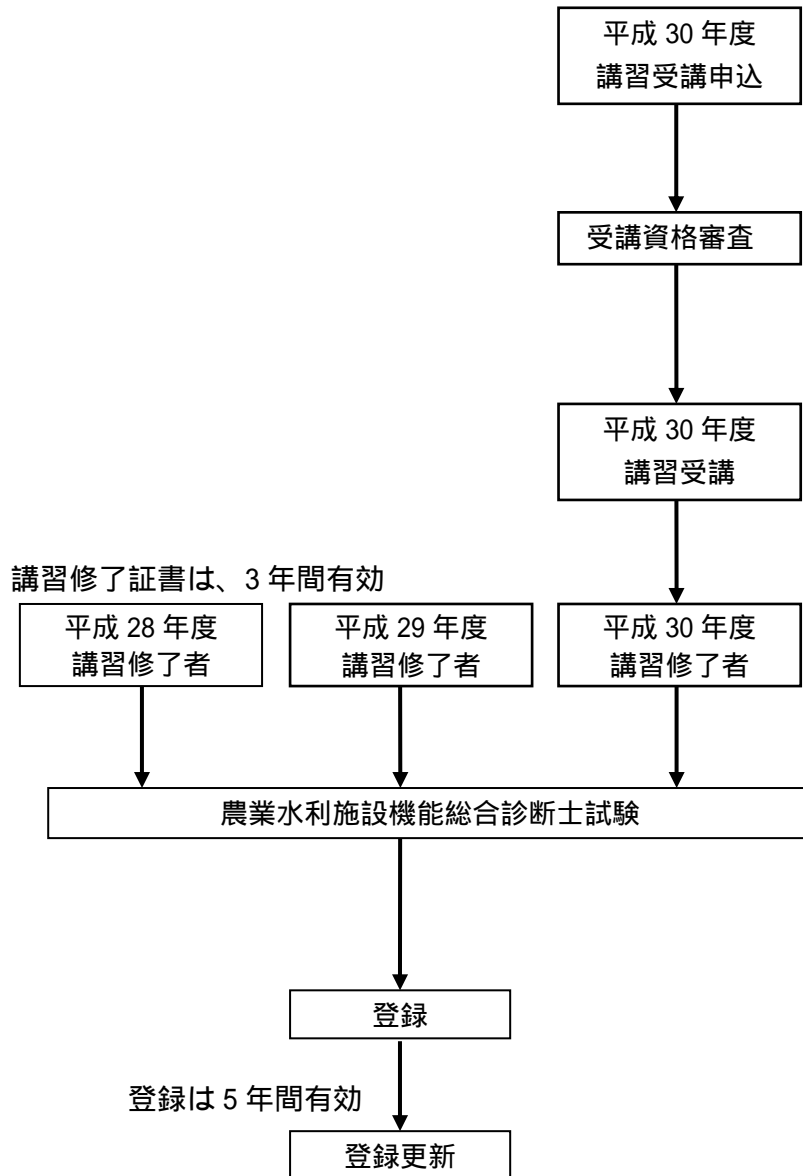 平成 30 年度
講習受講申込
受講資格審査
平成 30 年度
講習受講
講習修了証書は、3 年間有効
平成 28 年度
講習修了者
平成 29 年度
講習修了者
平成 30 年度
講習修了者
農業水利施設機能総合診断士試験
登録
登録は 5 年間有効
登録更新